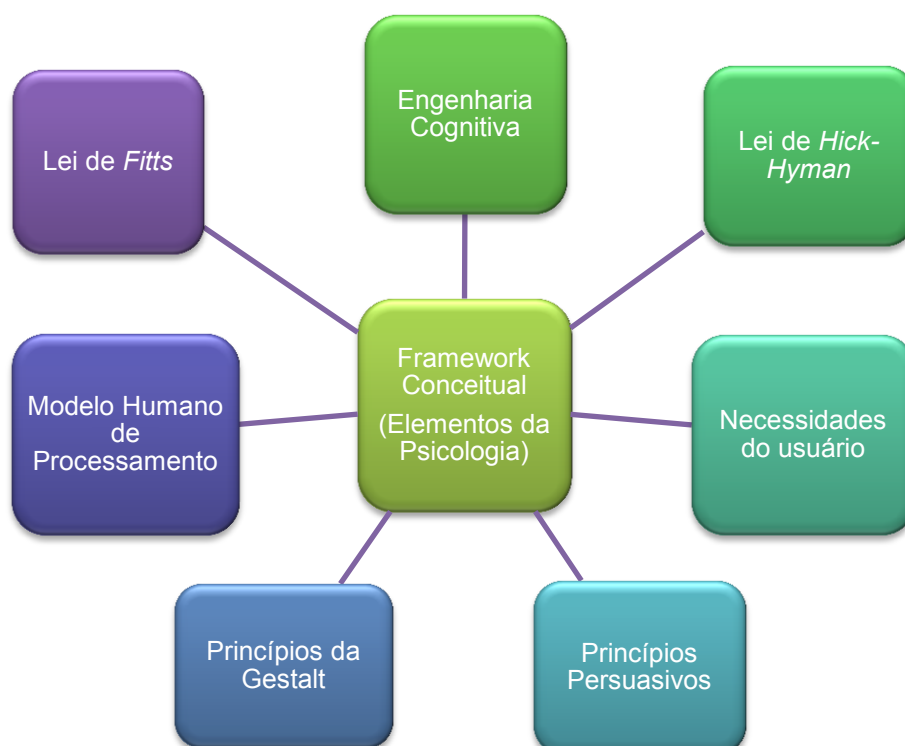 Engenharia
Cognitiva
Lei de Fitts
Lei de Hick-
Hyman
Framework
Conceitual
(Elementos da
Psicologia)
Modelo Humano
de
Processamento
Necessidades
do usuário
Princípios da
Gestalt
Princípios
Persuasivos